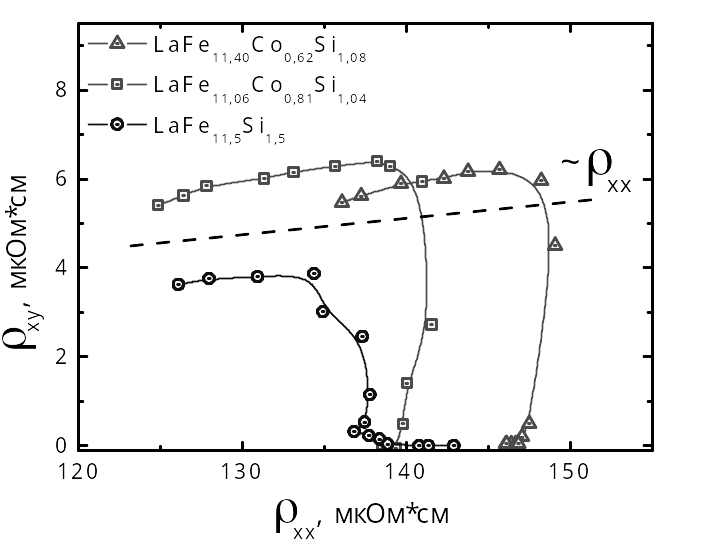 LaFe11,40Co0,62Si1,08
LaFe11,06Co0,81Si1,04
LaFe11,5Si1,5
~ρxx
8
6
4
2
0
120 130 140 150
ρxy, мкОм*см
ρxx, мкОм*см